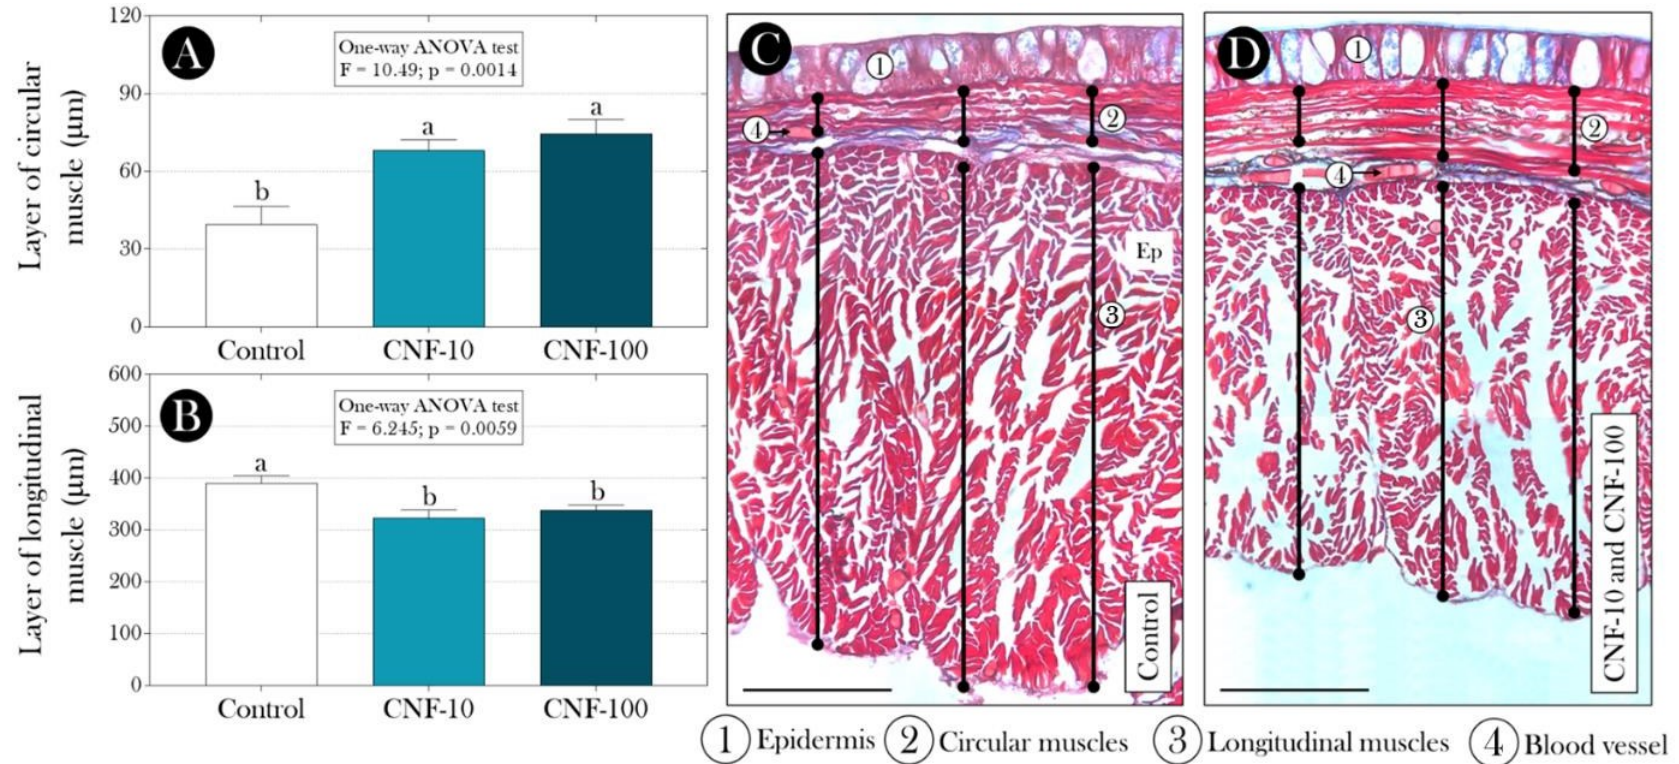 A
Layer of circular
muscle (µm)
120
90
60
30
0
One-way ANOVA test
F = 10.49; p = 0.0014
b
a
a
Control
CNF-10
CNF-100
B
Layer of longitudinal
muscle (µm)
600
500
400
300
200
100
0
One-way ANOVA test
F = 6.245; p = 0.0059
a
b
b
Control
CNF-10
CNF-100
C
1
2
4
Ep
3
Control
D
1
2
4
3
CNF-10 and CNF-100
1 Epidermis 2 Circular muscles 3 Longitudinal muscles 4 Blood vessel